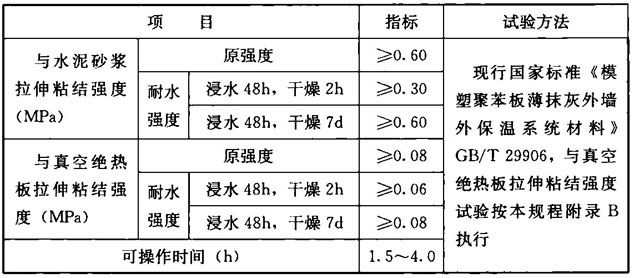 项 目 指标 试验方法
与水泥砂浆
拉伸粘结强度
(MPa)
原强度 ≥0.60
耐水
强度
浸水 48h，干燥 2h ≥0.30
浸水 48h，干燥 7d ≥0.60
与真空绝热
板拉伸粘结强
度 (MPa)
原强度 ≥0.08
耐水
强度
浸水 48h，干燥 2h ≥0.06
浸水 48h，干燥 7d ≥0.08
可操作时间 (h) 1.5～4.0
现行国家标准《模
塑聚苯板薄抹灰外墙
外保温系统材料》
GB/T 29906，与真空
绝热板拉伸粘结强度
试验按本规程附录 B
执行